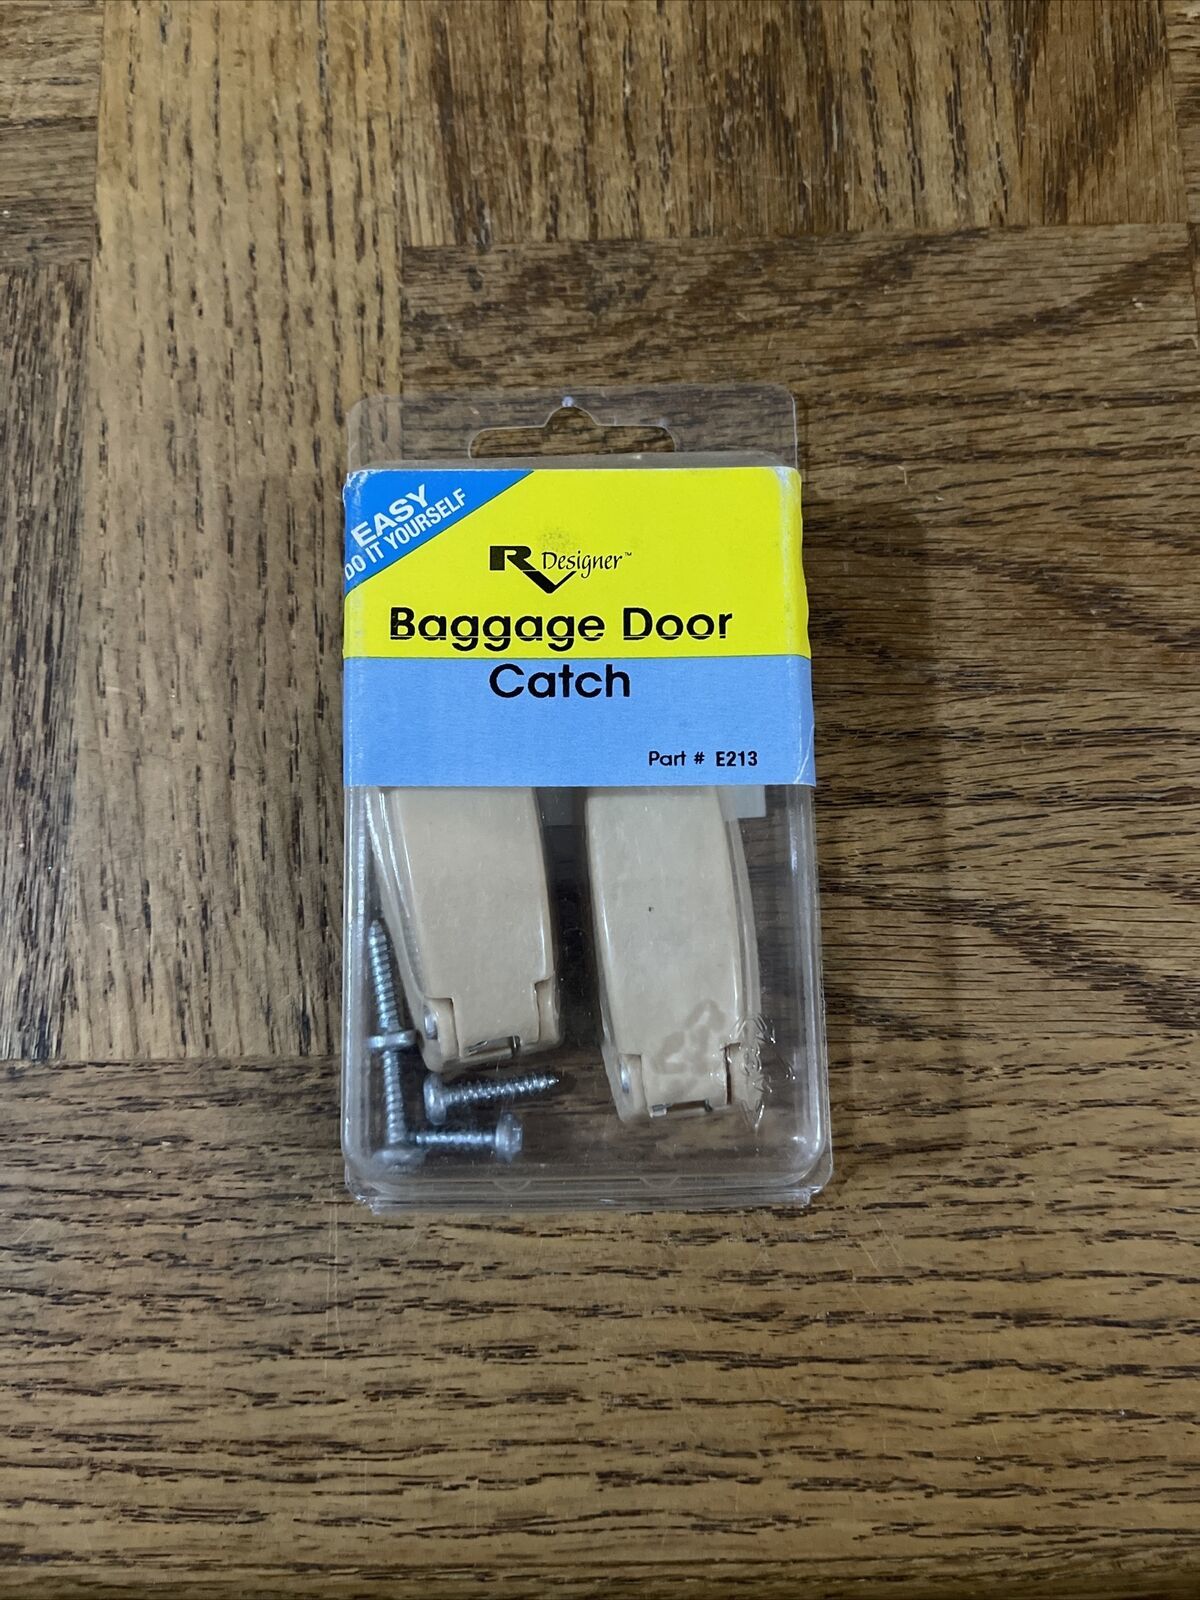 EASY
DO IT YOURSELF
RV Designer™
Baggage Door
Catch
Part # E213